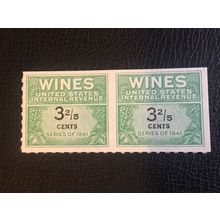 WINES
UNITED STATES
INTERNAL REVENUE
3 2/5
CENTS
SERIES OF 1941
WINES
UNITED STATES
INTERNAL REVENUE
3 2/5
CENTS
SERIES OF 1941